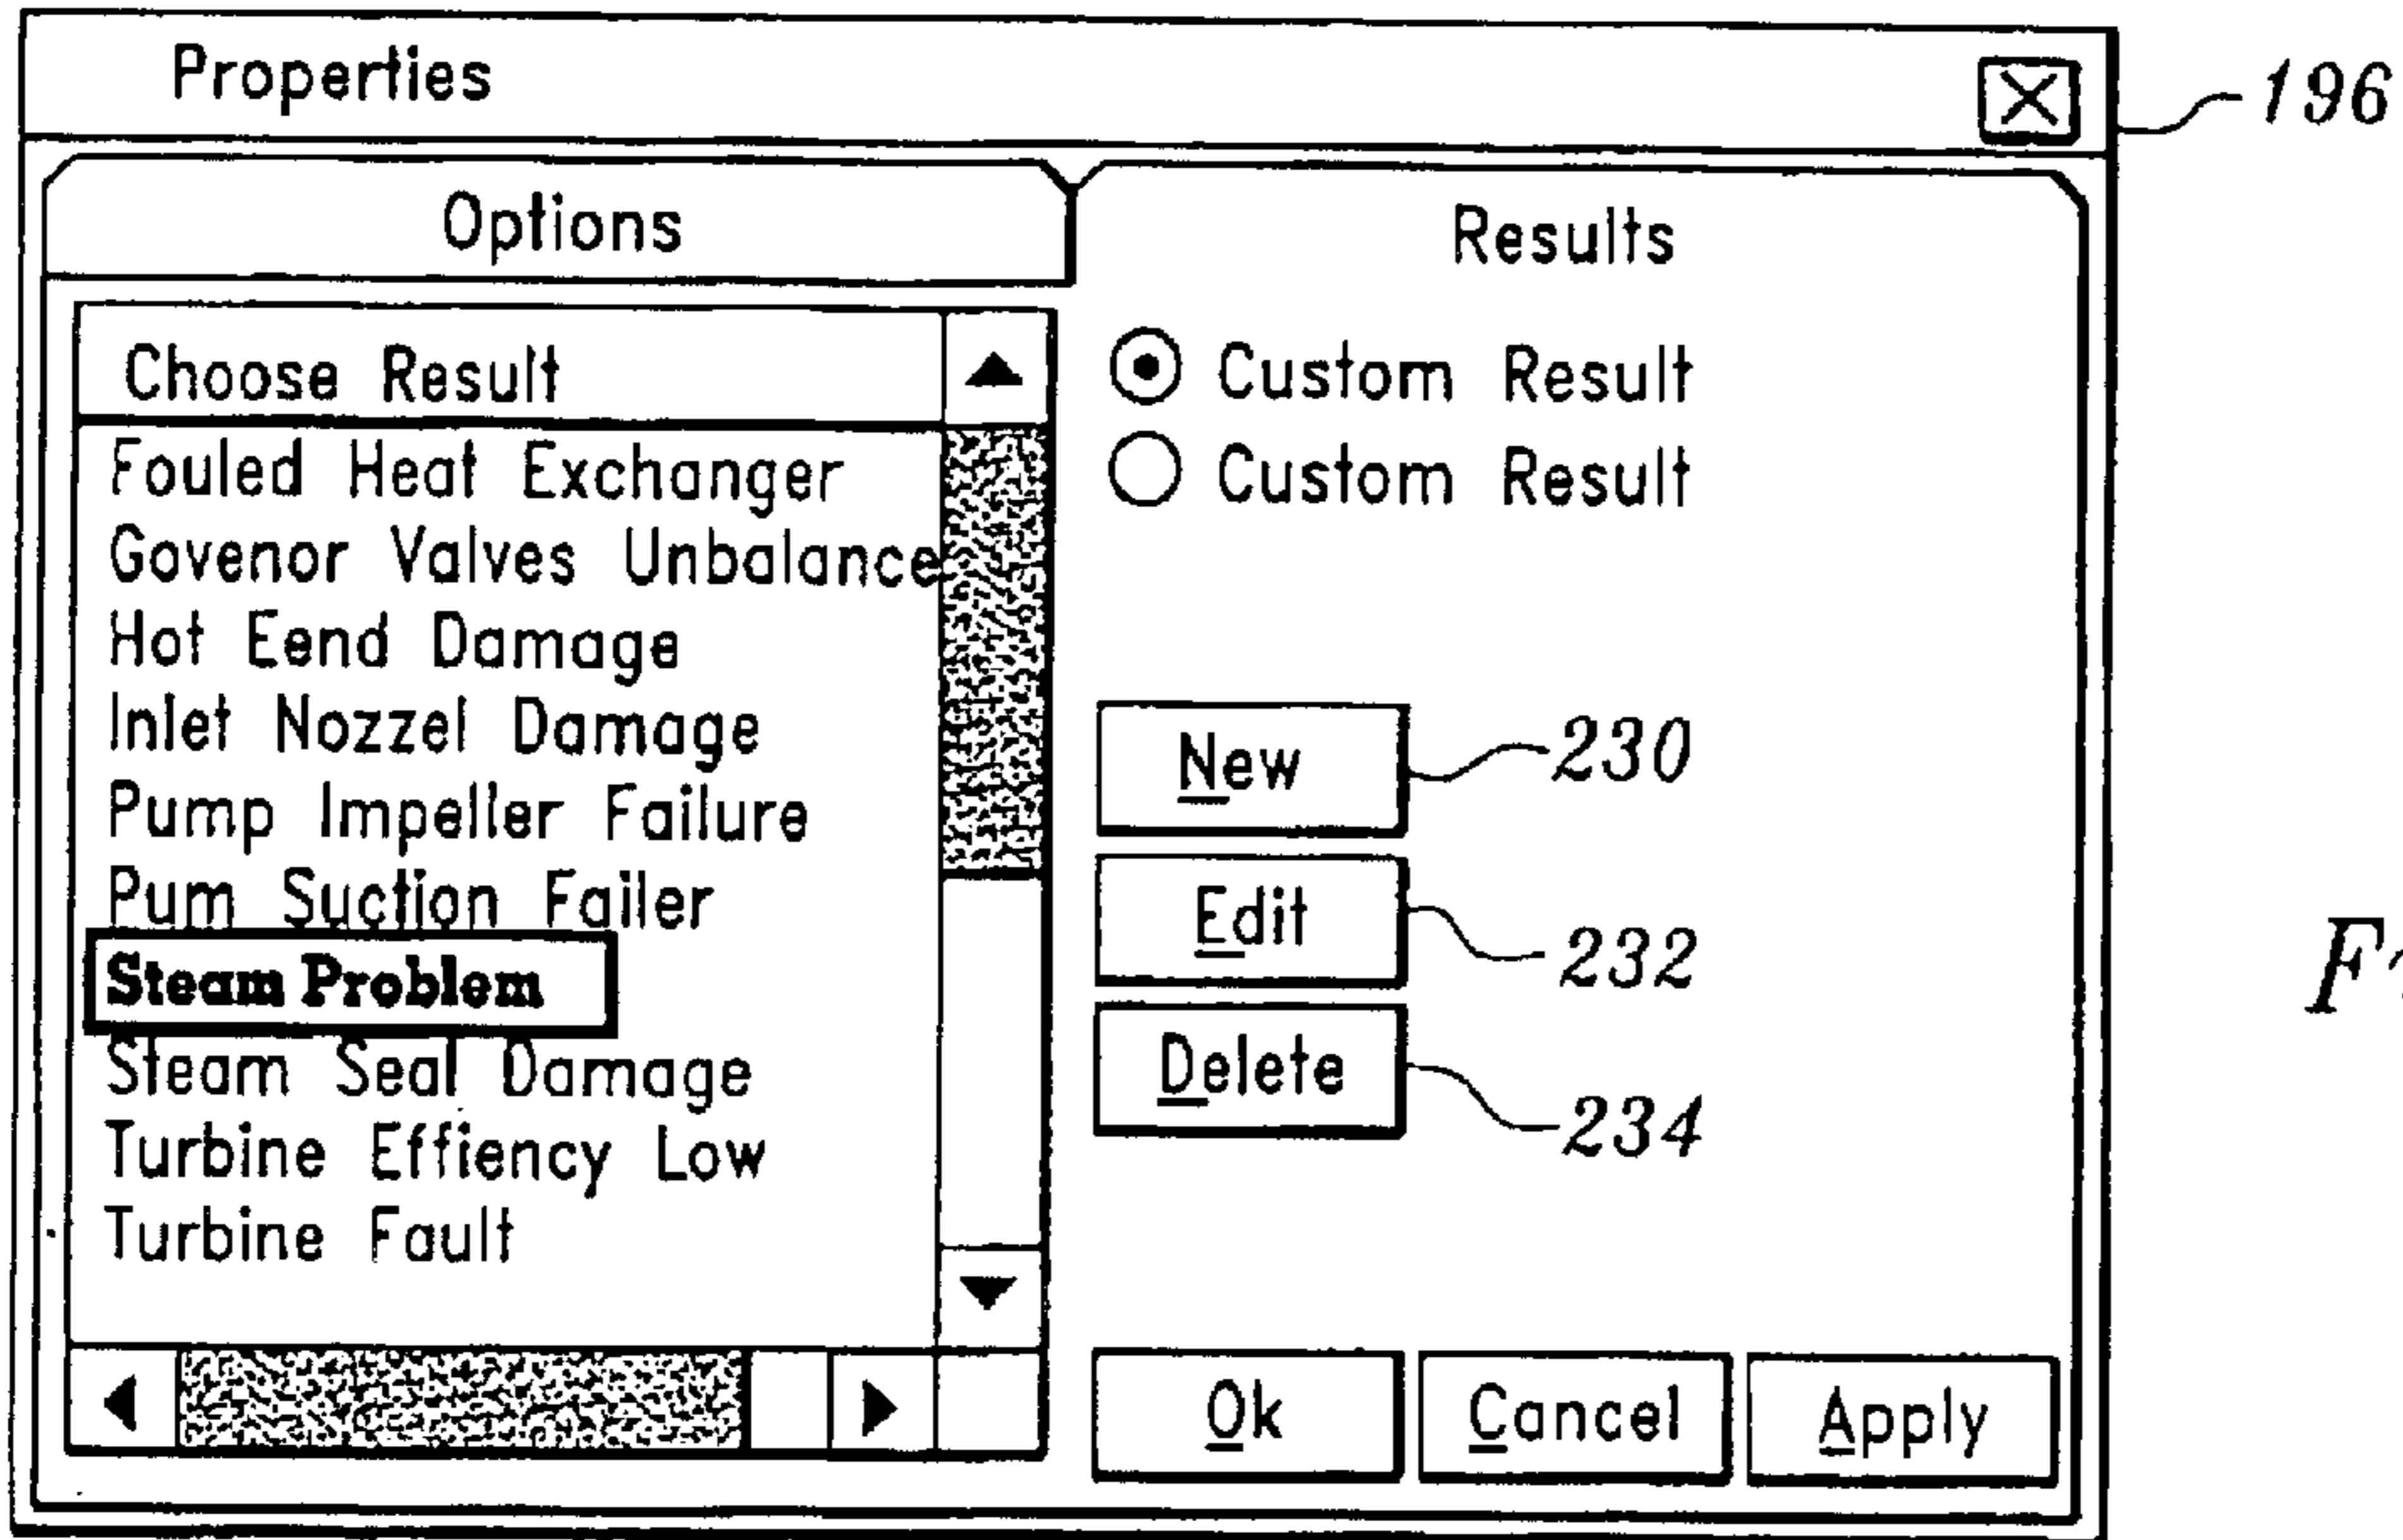 Properties
196
Options
Results
Choose Result
Fouled Heat Exchanger
Govenor Valves Unbalance
Hot Eend Damage
Inlet Nozzel Damage
Pump Impeller Failure
Pum Suction Failer
Steam Problem
Steam Seal Damage
Turbine Effiency Low
Turbine Fault
Custom Result
Custom Result
New
230
Edit
232
Delete
234
Ok
Cancel
Apply